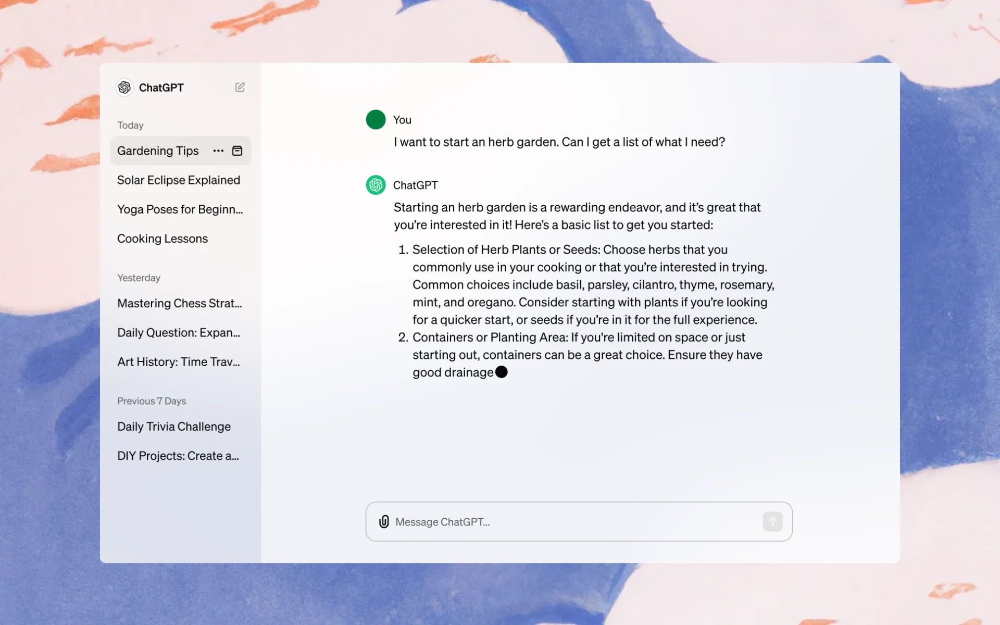 ChatGPT
Today
Gardening Tips
Solar Eclipse Explained
Yoga Poses for Beginn...
Cooking Lessons
Yesterday
Mastering Chess Strat...
Daily Question: Expan...
Art History: Time Trav...
Previous 7 Days
Daily Trivia Challenge
DIY Projects: Create a...
You
I want to start an herb garden. Can I get a list of what I need?
ChatGPT
Starting an herb garden is a rewarding endeavor, and it’s great that
you’re interested in it! Here’s a basic list to get you started:
1. Selection of Herb Plants or Seeds: Choose herbs that you
commonly use in your cooking or that you’re interested in trying.
Common choices include basil, parsley, cilantro, thyme, rosemary,
mint, and oregano. Consider starting with plants if you’re looking
for a quicker start, or seeds if you’re in it for the full experience.
2. Containers or Planting Area: If you're limited on space or just
starting out, containers can be a great choice. Ensure they have
good drainage
Message ChatGPT...